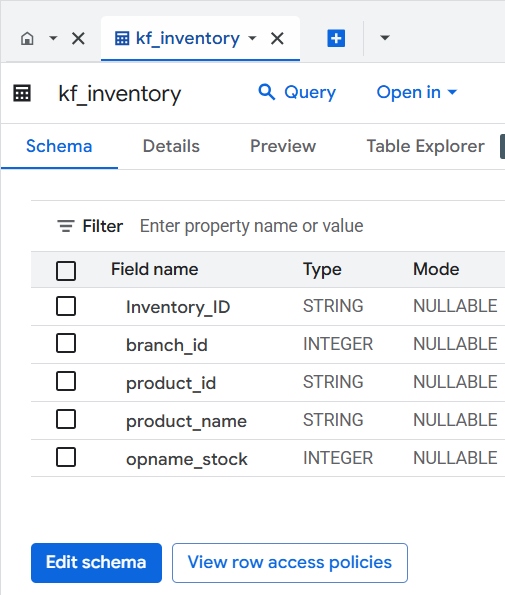 kf_inventory
kf_inventory Query Open in
Schema Details Preview Table Explorer
Filter Enter property name or value
Field name Type Mode
Inventory_ID STRING NULLABLE
branch_id INTEGER NULLABLE
product_id STRING NULLABLE
product_name STRING NULLABLE
opname_stock INTEGER NULLABLE
Edit schema View row access policies